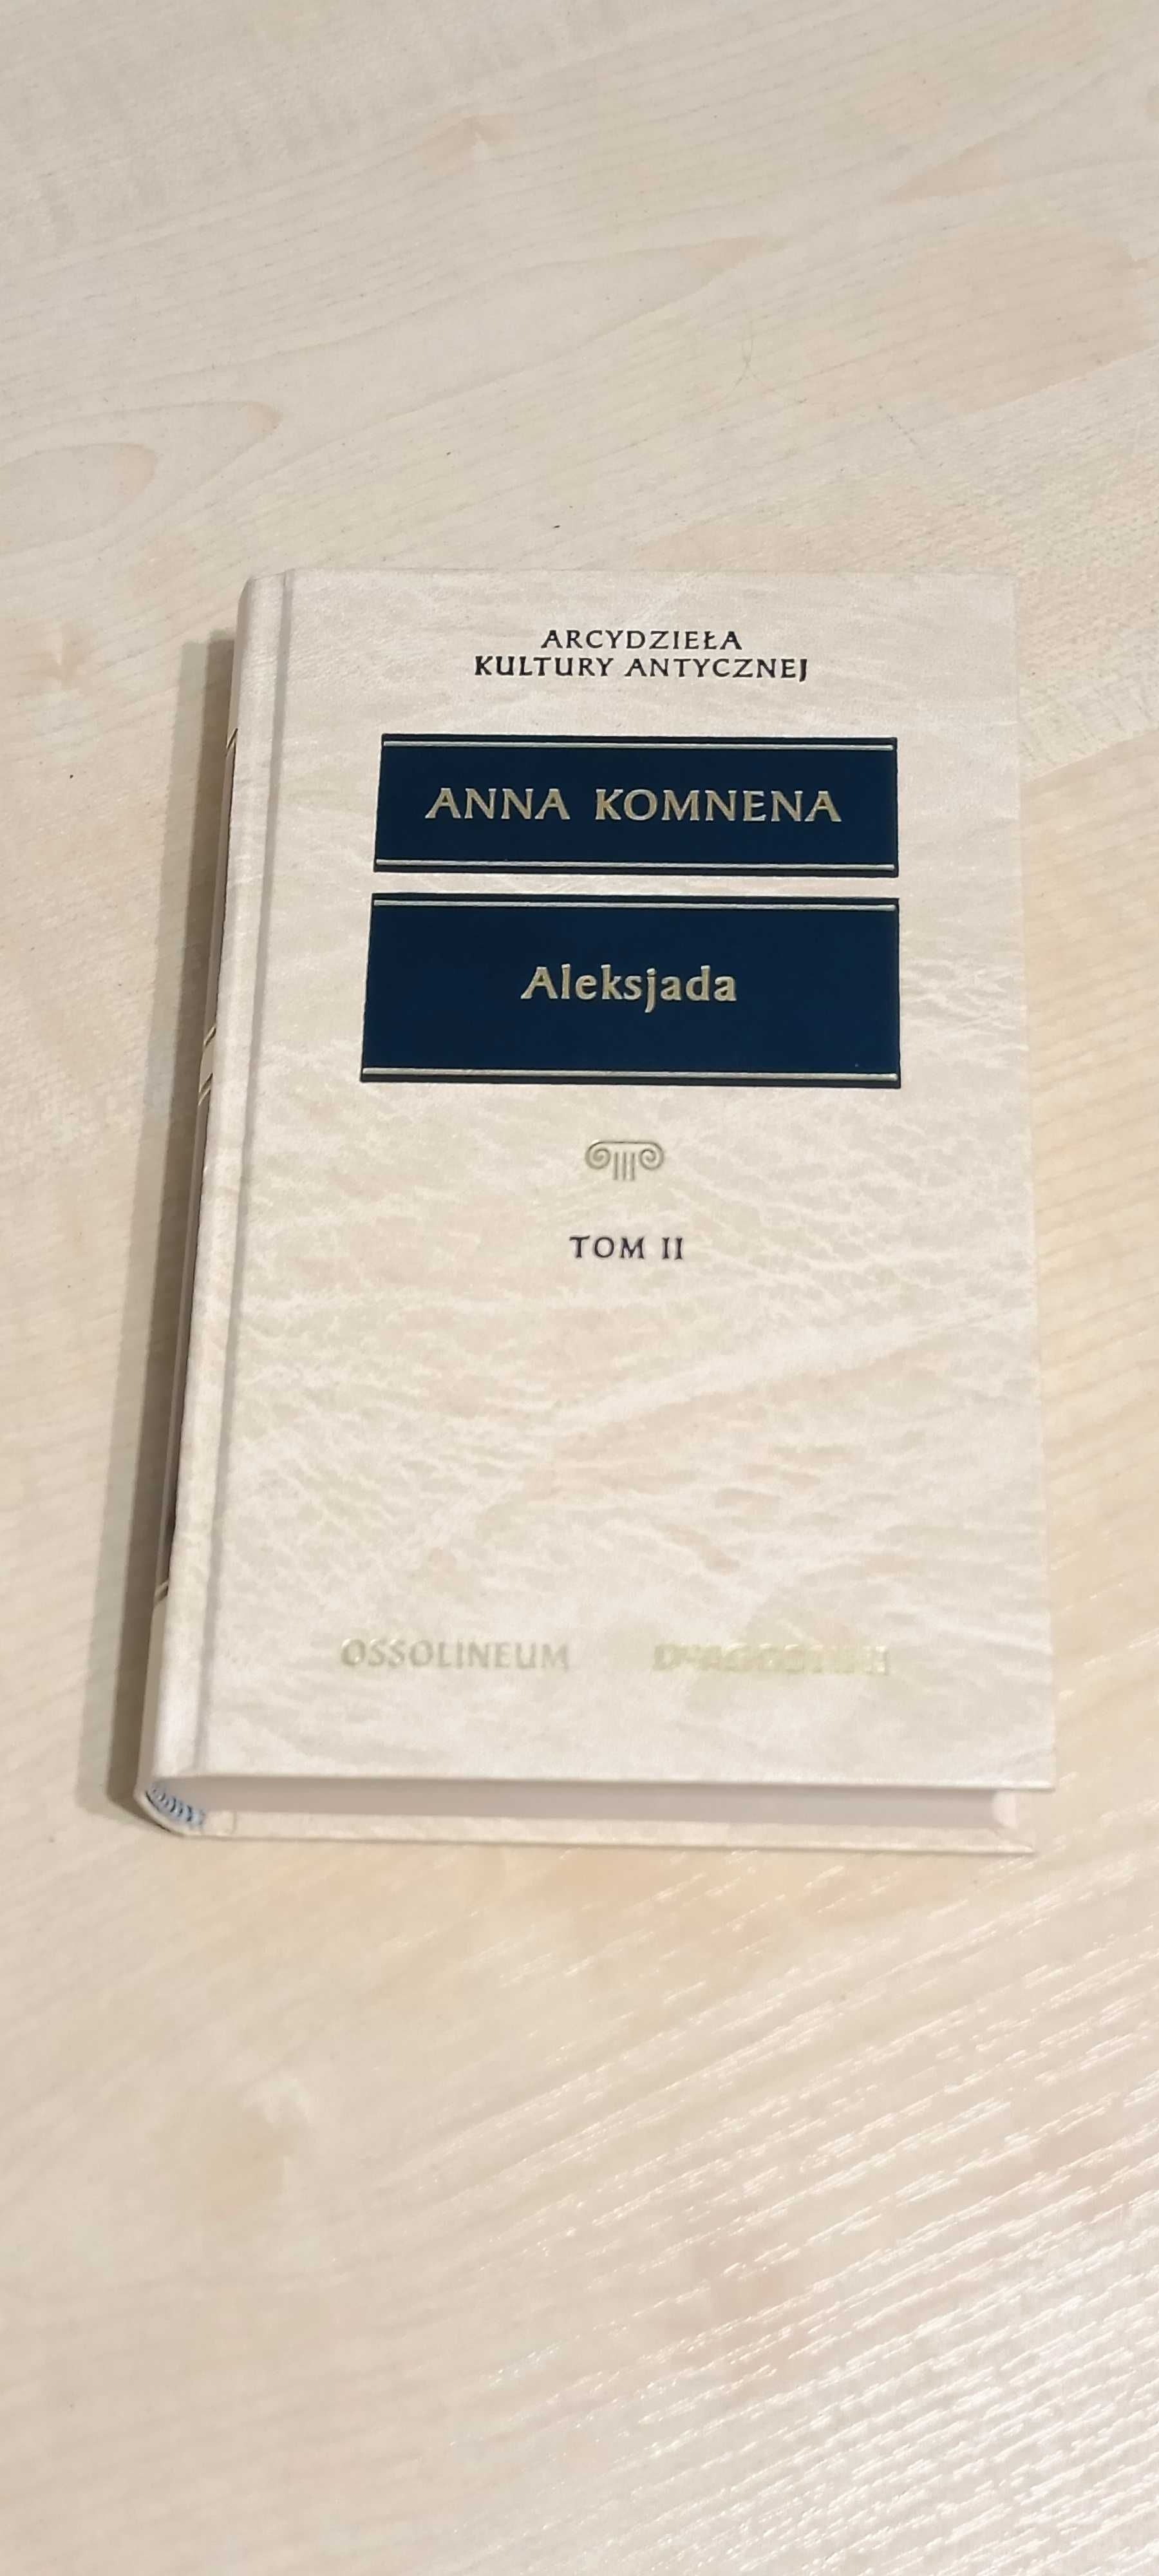 ARCYDZIEŁA
KULTURY ANTYCZNEJ
ANNA KOMNENA
Aleksjada
TOM II
OSSOLINEUM